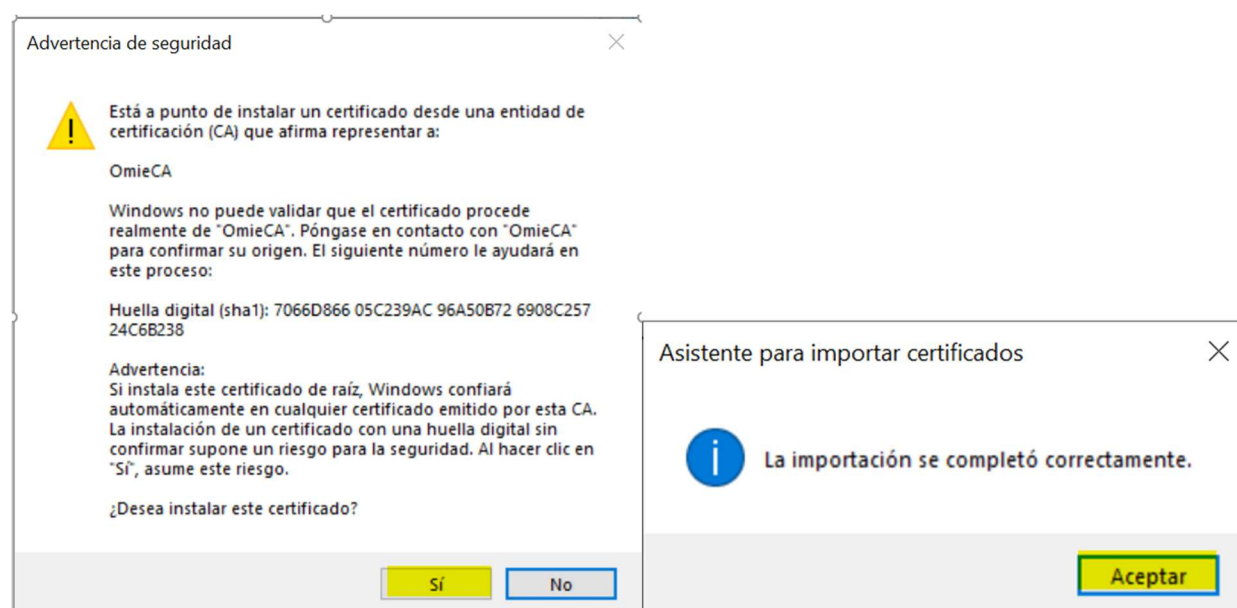 Advertencia de seguridad
Está a punto de instalar un certificado desde una entidad de
certificación (CA) que afirma representar a:
OmieCA
Windows no puede validar que el certificado procede
realmente de "OmieCA". Póngase en contacto con "OmieCA"
para confirmar su origen. El siguiente número le ayudará en
este proceso:
Huella digital (sha1): 7066D866 05C239AC 96A50B72 6908C257
24C6B238
Advertencia:
Si instala este certificado de raíz, Windows confiará
automáticamente en cualquier certificado emitido por esta CA.
La instalación de un certificado con una huella digital sin
confirmar supone un riesgo para la seguridad. Al hacer clic en
"Sí", asume este riesgo.
¿Desea instalar este certificado?
Sí
No
Asistente para importar certificados
La importación se completó correctamente.
Aceptar